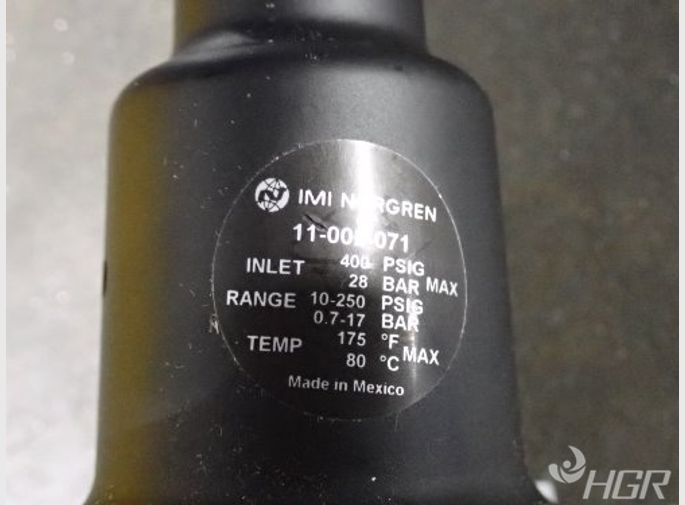 IMI NORGREN
INLET 400 PSIG
28 BAR MAX
RANGE 10-250 PSIG
0.7-17 BAR
TEMP 175 °F
80 °C MAX
Made in Mexico
HGR